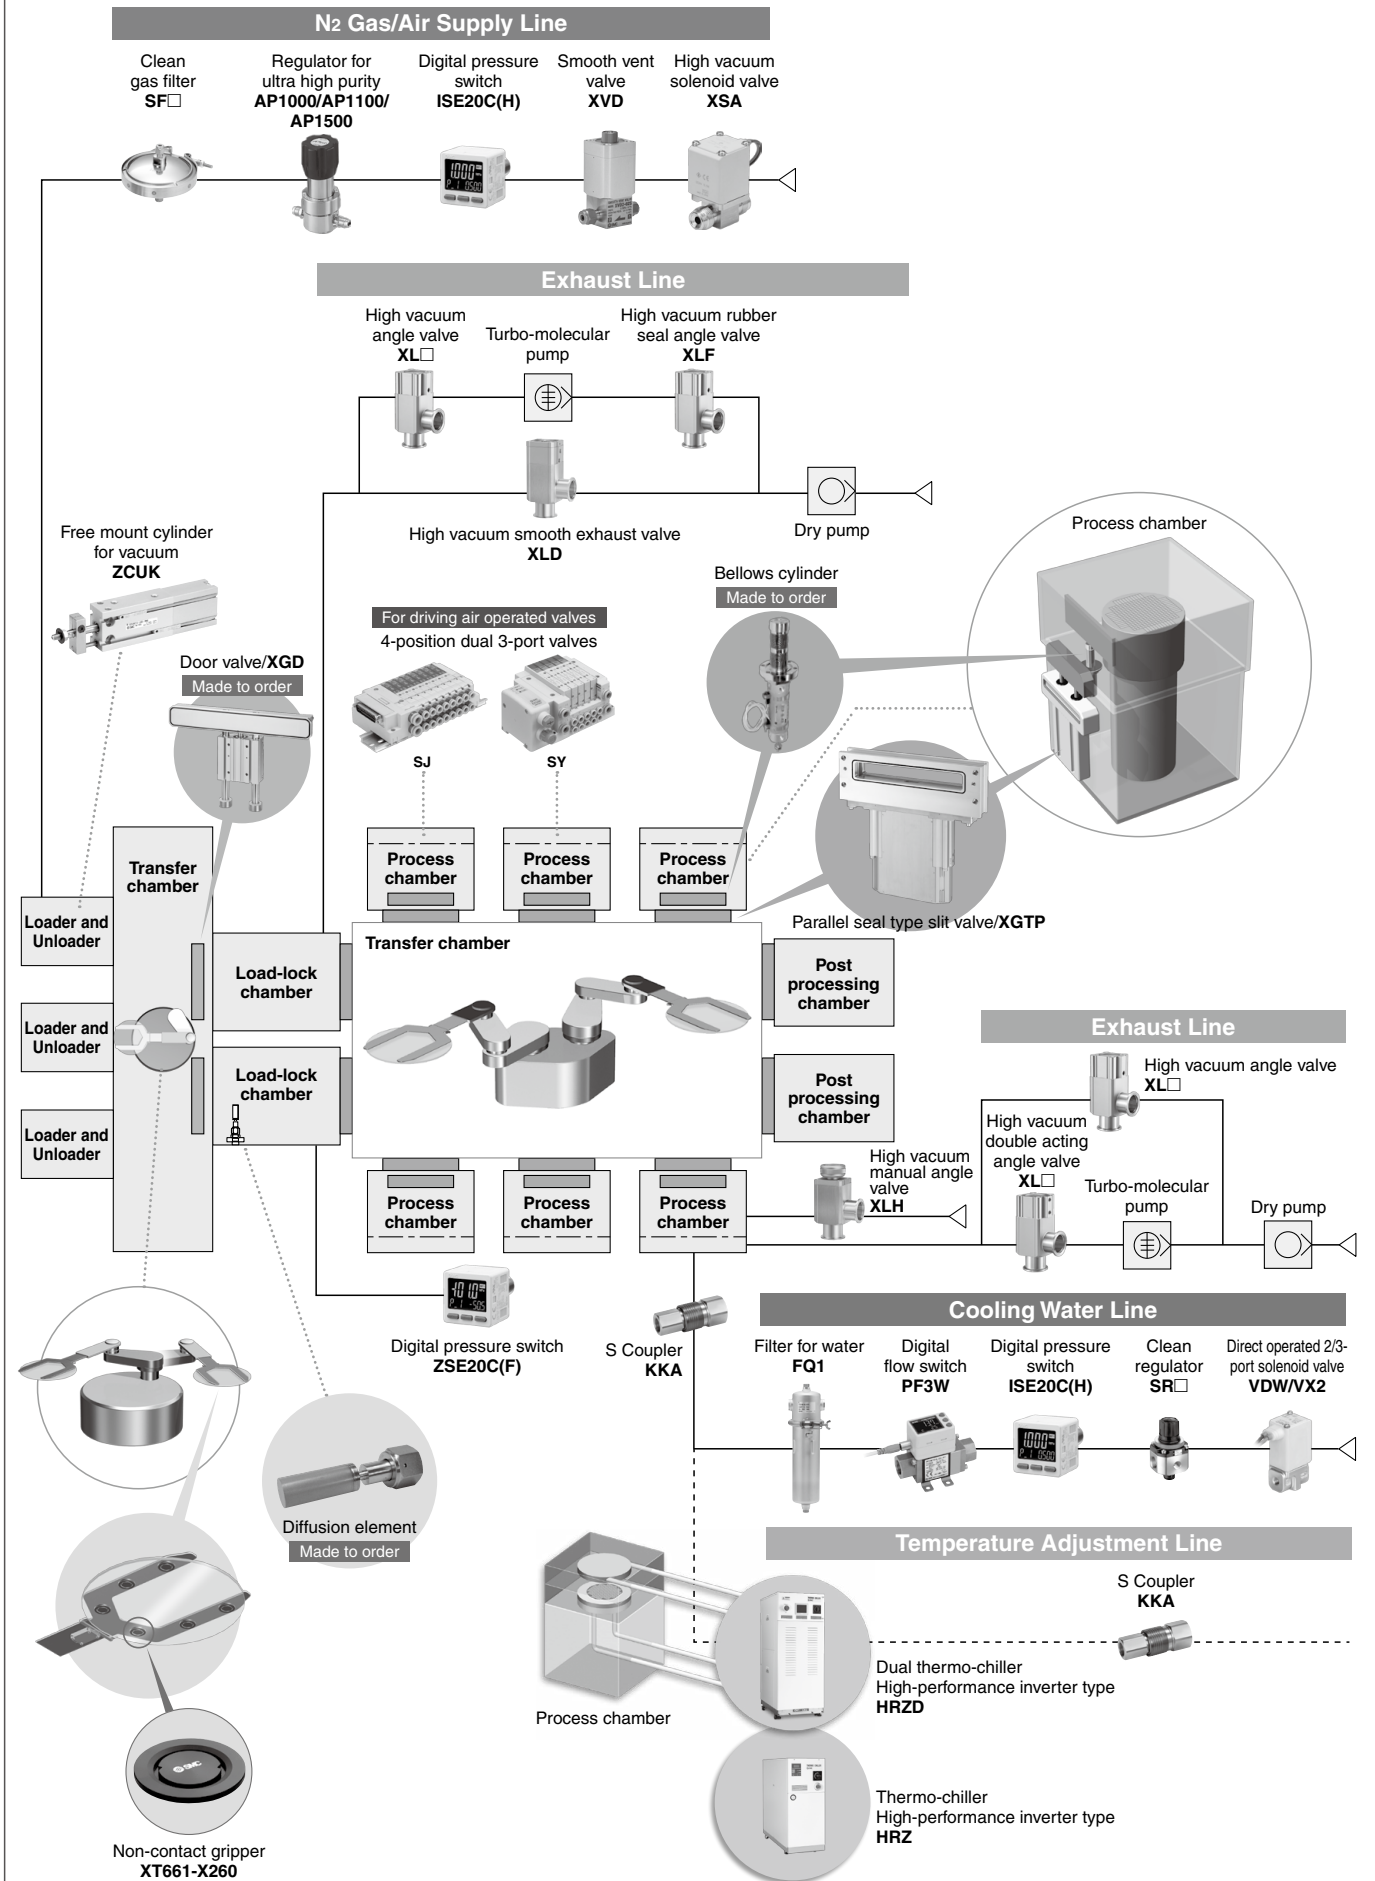 N2 Gas/Air Supply Line
Clean
gas filter
SF□
Regulator for
ultra high purity
AP1000/AP1100/
AP1500
Digital pressure
switch
ISE20C(H)
Smooth vent
valve
XVD
High vacuum
solenoid valve
XSA
Exhaust Line
High vacuum
angle valve
XL□
Turbo-molecular
pump
High vacuum rubber
seal angle valve
XLF
High vacuum smooth exhaust valve
XLD
Dry pump
Process chamber
Free mount cylinder
for vacuum
ZCUK
Bellows cylinder
Made to order
For driving air operated valves
4-position dual 3-port valves
SJ
SY
Door valve/XGD
Made to order
Parallel seal type slit valve/XGTP
Transfer
chamber
Process
chamber
Process
chamber
Process
chamber
Loader and
Unloader
Loader and
Unloader
Loader and
Unloader
Load-lock
chamber
Load-lock
chamber
Transfer chamber
Post
processing
chamber
Post
processing
chamber
Process
chamber
Process
chamber
Process
chamber
High vacuum
manual angle
valve
XLH
Exhaust Line
High vacuum angle valve
XL□
High vacuum
double acting
angle valve
XL□
Turbo-molecular
pump
Dry pump
Digital pressure switch
ZSE20C(F)
S Coupler
KKA
Cooling Water Line
Filter for water
FQ1
Digital
flow switch
PF3W
Digital pressure
switch
ISE20C(H)
Clean
regulator
SR□
Direct operated 2/3-
port solenoid valve
VDW/VX2
Diffusion element
Made to order
Temperature Adjustment Line
S Coupler
KKA
Process chamber
Dual thermo-chiller
High-performance inverter type
HRZD
Thermo-chiller
High-performance inverter type
HRZ
SMC
Non-contact gripper
XT661-X260